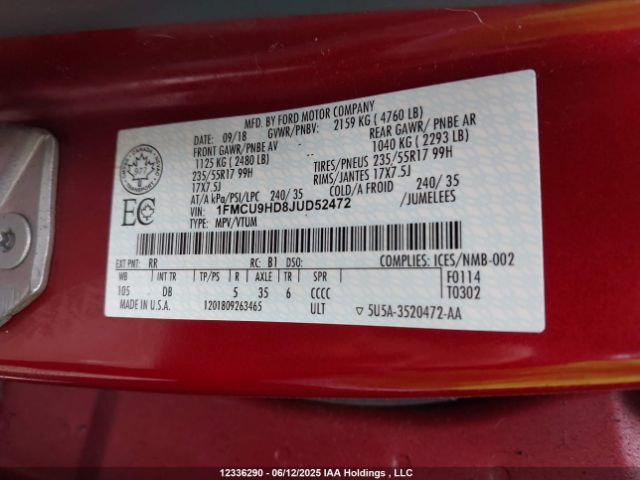 MFD. BY FORD MOTOR COMPANY
DATE: 09/18 GVWR/PNBV: 2159 KG ( 4760 LB)
FRONT GAWR/PNBE AV REAR GAWR/ PNBE AR
1125 KG ( 2480 LB) 1040 KG ( 2293 LB)
235/55R17 99H TIRES/PNEUS 235/55R17 99H
17X7.5J RIMS/JANTES 17X7.5J
AT/A kPa/PSI/LPC 240/ 35 COLD/A FROID 240/ 35
VIN: 1FMCU9HD8JUD52472 /JUMELEES
TYPE: MPV/VTUM
EC
EXT PNT: RR RC: B1 DSO: COMPLIES: ICES/NMB-002
WB INT TR TP/PS R AXLE TR SPR F0114
105 DB 5 35 6 CCCC T0302
MADE IN U.S.A. 1201809263465 ULT ▽ 5U5A-3520472-AA
12336290 - 06/12/2025 IAA Holdings , LLC